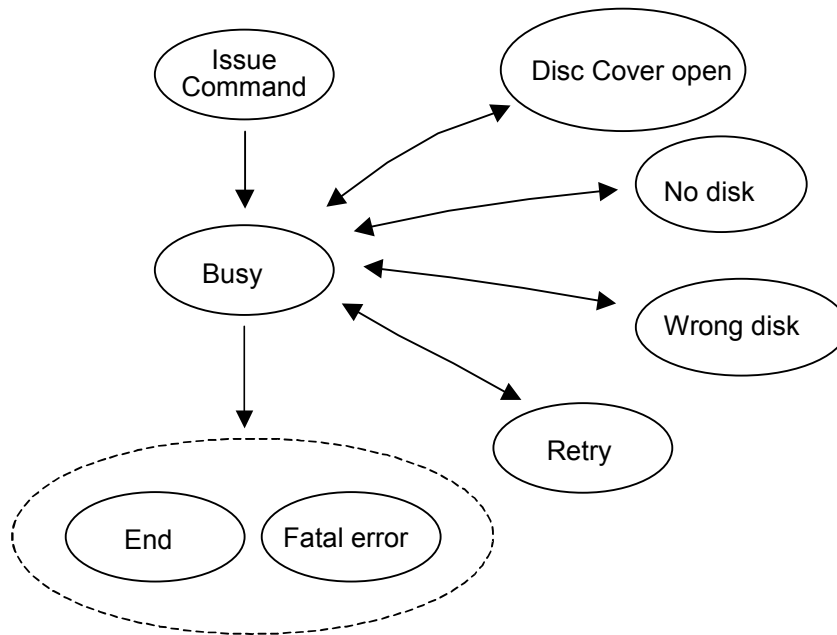 Issue
Command
Disc Cover open
No disk
Busy
Wrong disk
Retry
End
Fatal error